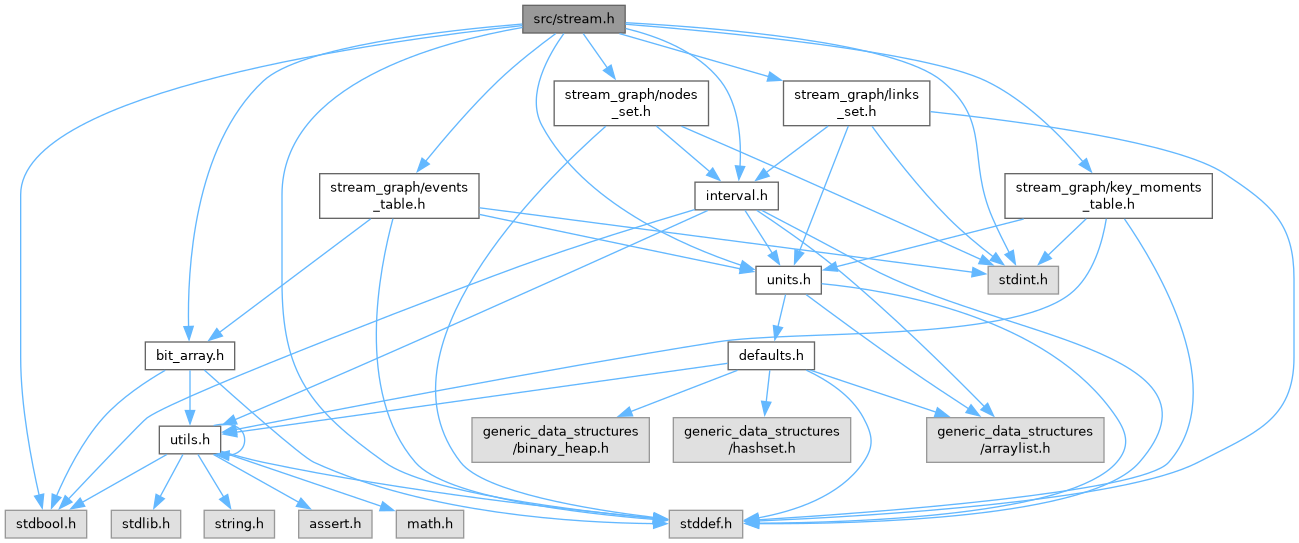 src/stream.h
stream_graph/nodes
_set.h
stream_graph/links
_set.h
stream_graph/events
_table.h
interval.h
stream_graph/key_moments
_table.h
units.h
stdint.h
bit_array.h
defaults.h
utils.h
generic_data_structures
/binary_heap.h
generic_data_structures
/hashset.h
generic_data_structures
/arraylist.h
stdbool.h
stdlib.h
string.h
assert.h
math.h
stddef.h